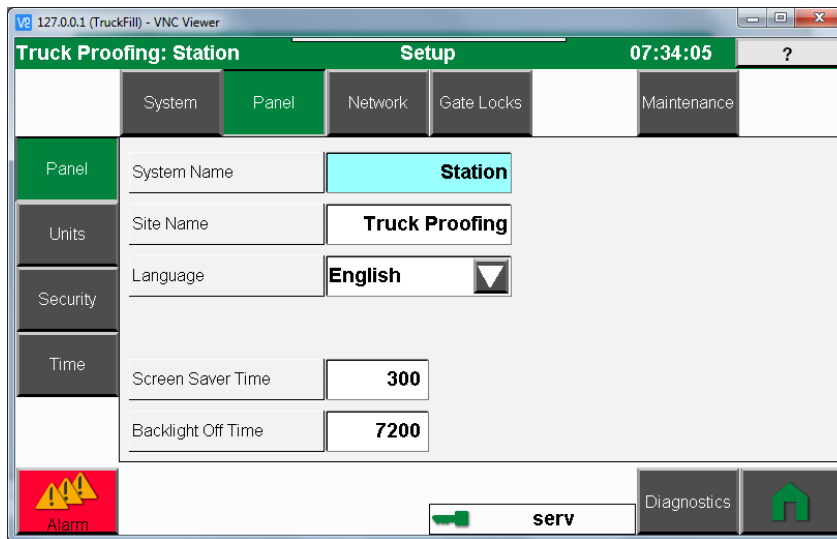 127.0.0.1 (TruckFill) - VNC Viewer
Truck Proofing: Station Setup 07:34:05 ?
System Panel Network Gate Locks Maintenance
Panel
Units
Security
Time
System Name Station
Site Name Truck Proofing
Language English
Screen Saver Time 300
Backlight Off Time 7200
Alarm
serv
Diagnostics